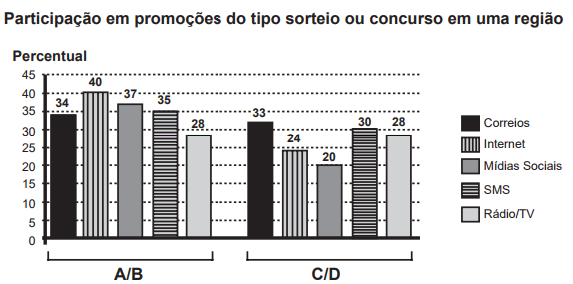 Participação em promoções do tipo sorteio ou concurso em uma região
Percentual
45
40
35
30
25
20
15
10
5
0
34
40
37
35
28
33
24
20
30
28
A/B
C/D
Correios
Internet
Mídias Sociais
SMS
Rádio/TV